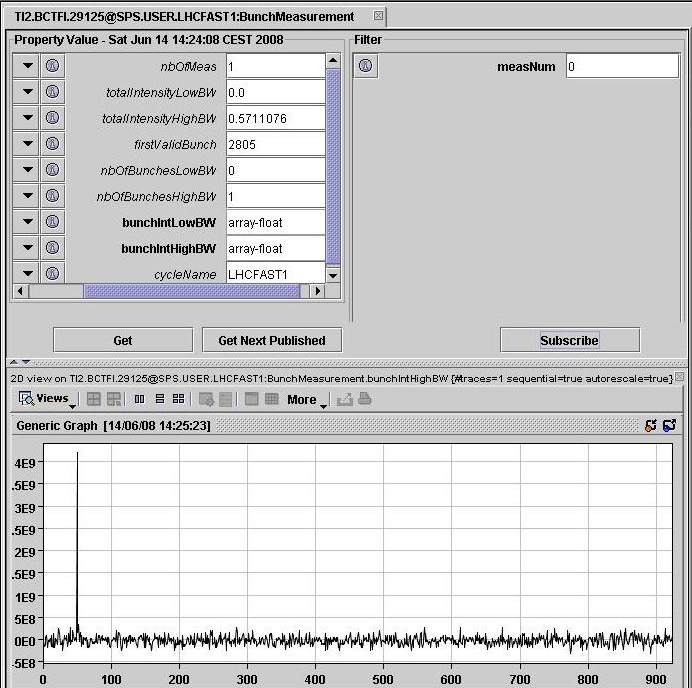 TI2.BCTFI.29125@SPS.USER.LHCFAST1:BunchMeasurement
Property Value - Sat Jun 14 14:24:08 CEST 2008
Filter
nbOfMeas 1
measNum 0
totalIntensityLowBW 0.0
totalIntensityHighBW 0.5711076
firstValidBunch 2805
nbOfBunchesLowBW 0
nbOfBunchesHighBW 1
bunchIntLowBW array-float
bunchIntHighBW array-float
cycleName LHCFAST1
Get Get Next Published Subscribe
2D view on TI2.BCTFI.29125@SPS.USER.LHCFAST1:BunchMeasurement.bunchIntHighBW {#traces=1 sequential=true autorescale=true}
Views More
Generic Graph [14/06/08 14:25:23]
4E9
.5E9
3E9
.5E9
2E9
.5E9
1E9
5E8
0E0
-5E8
0 100 200 300 400 500 600 700 800 900